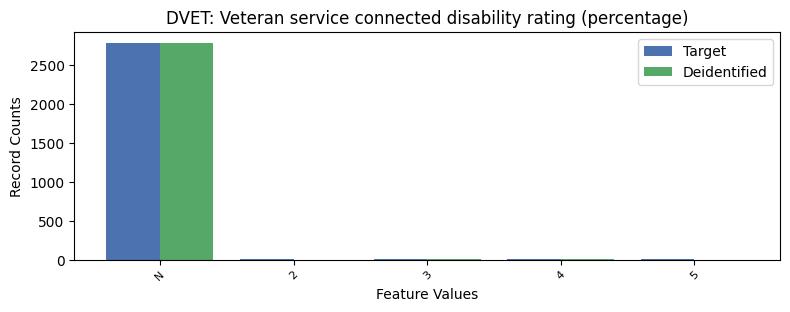 DVET: Veteran service connected disability rating (percentage)
Target
Deidentified
Record Counts
2500
2000
1500
1000
500
0
N 2 3 4 5
Feature Values